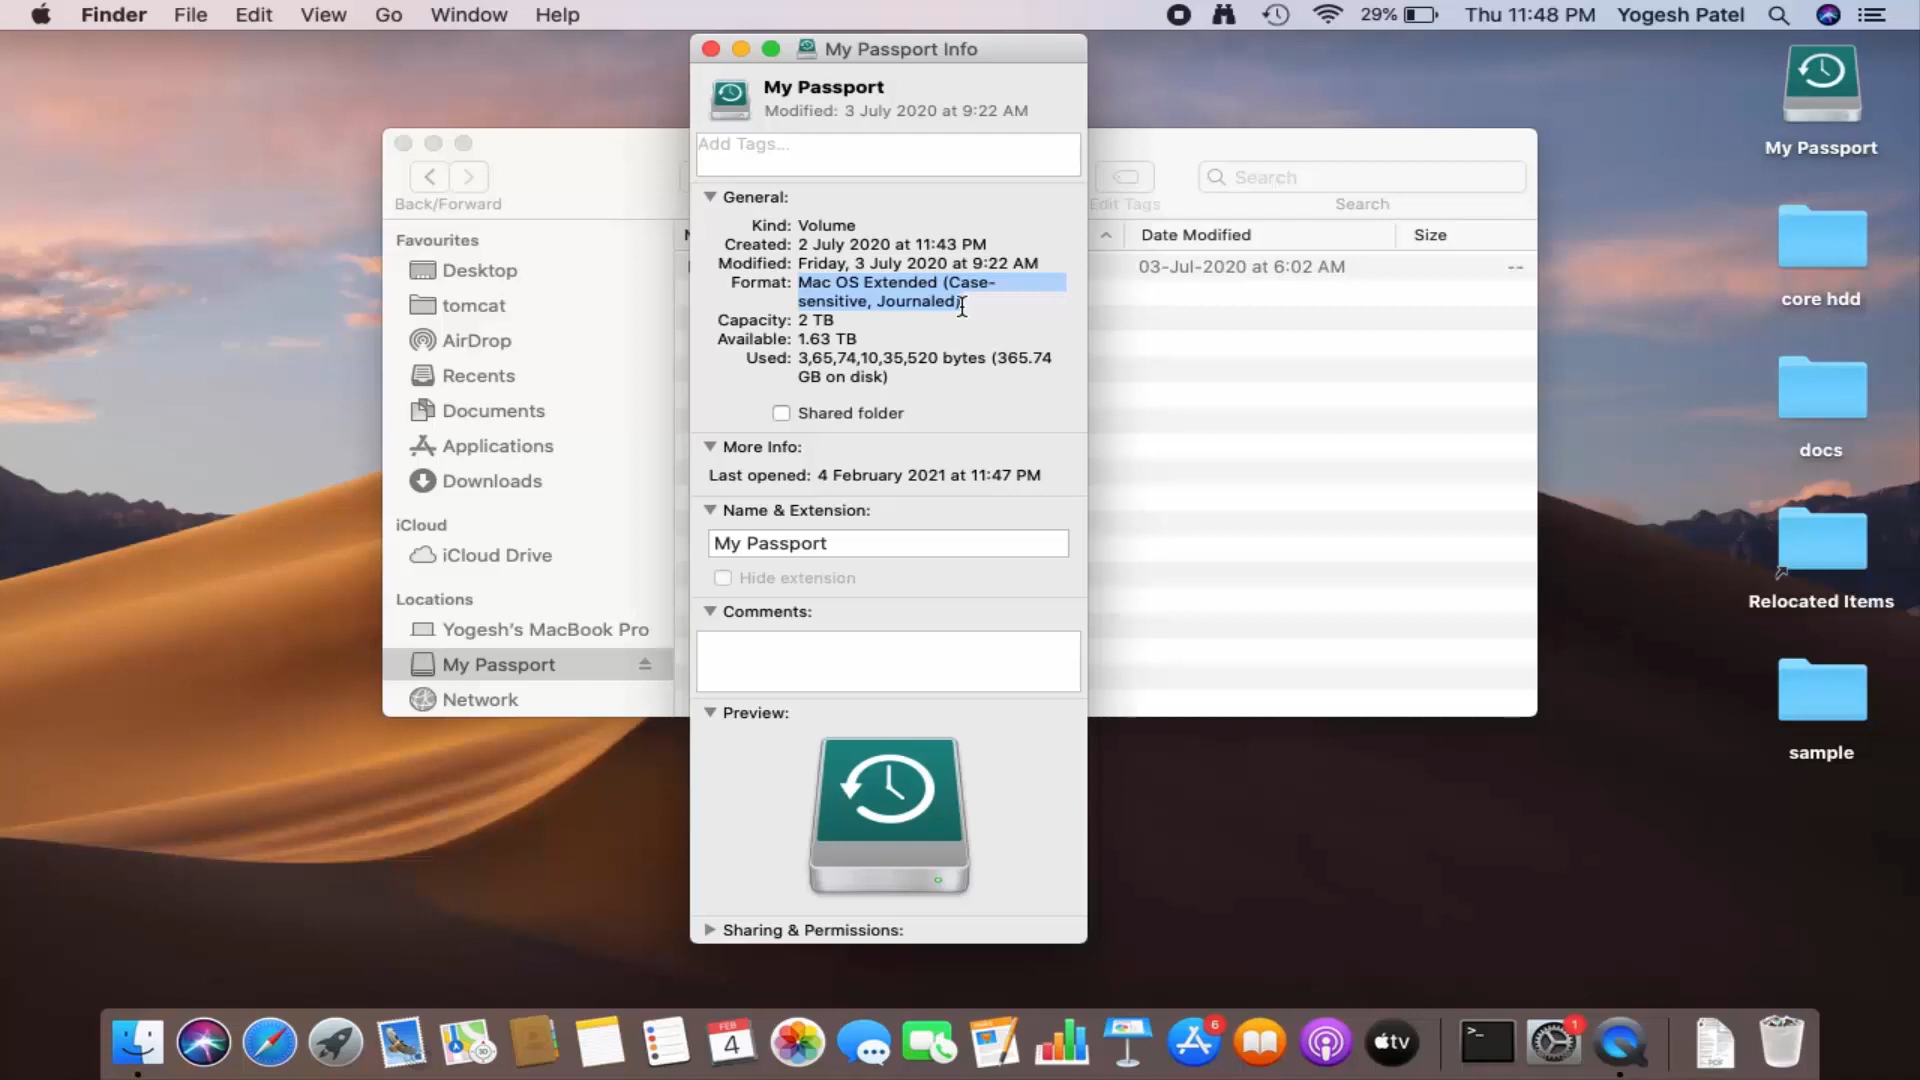 Finder File Edit View Go Window Help 29% Thu 11:48 PM Yogesh Patel
My Passport Info
My Passport
Modified: 3 July 2020 at 9:22 AM
Add Tags...
General:
Kind: Volume
Created: 2 July 2020 at 11:43 PM
Modified: Friday, 3 July 2020 at 9:22 AM
Format: Mac OS Extended (Case-
sensitive, Journaled)
Capacity: 2 TB
Available: 1.63 TB
Used: 3,65,74,10,35,520 bytes (365.74
GB on disk)
Shared folder
More Info:
Last opened: 4 February 2021 at 11:47 PM
Name & Extension:
My Passport
Hide extension
Comments:
Preview:
Sharing & Permissions:
Back/Forward
Edit Tags
Search
Search
Date Modified Size
03-Jul-2020 at 6:02 AM --
Favourites
Desktop
tomcat
AirDrop
Recents
Documents
Applications
Downloads
iCloud
iCloud Drive
Locations
Yogesh's MacBook Pro
My Passport
Network
My Passport
core hdd
docs
Relocated Items
sample
FEB
4
6
tv
>_
1
PDF